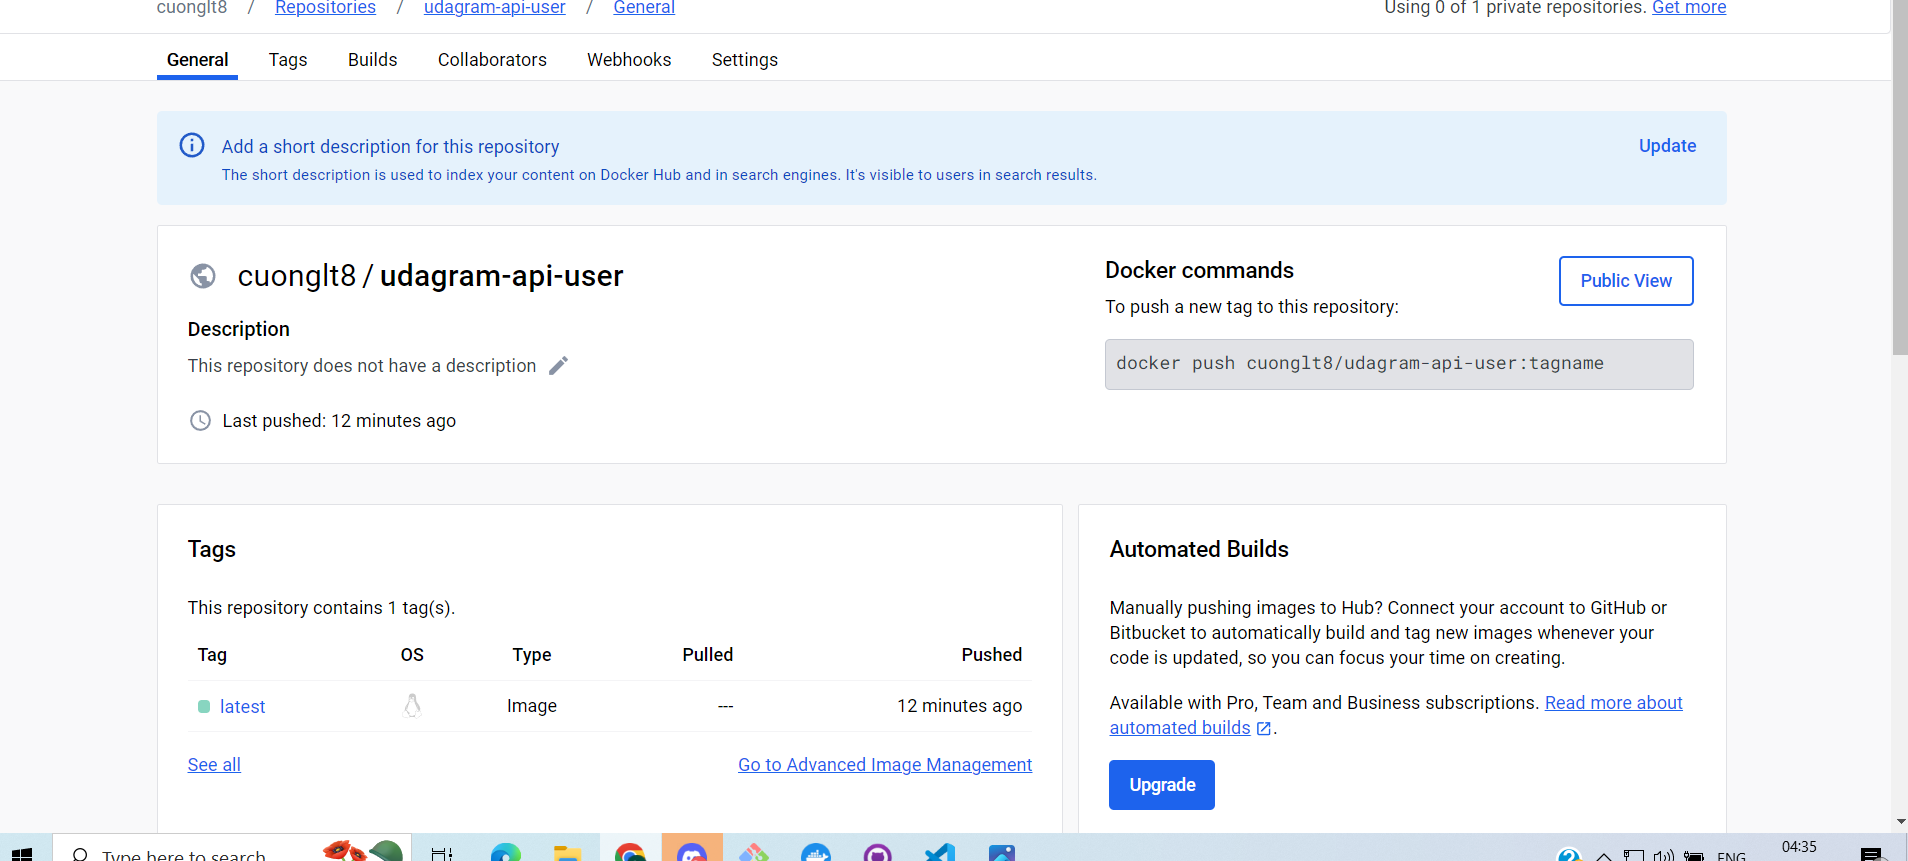 cuonglt8 / Repositories / udagram-api-user / General
Using 0 of 1 private repositories. Get more
General Tags Builds Collaborators Webhooks Settings
Add a short description for this repository
Update
The short description is used to index your content on Docker Hub and in search engines. It's visible to users in search results.
cuonglt8 / udagram-api-user
Description
This repository does not have a description
Last pushed: 12 minutes ago
Docker commands
Public View
To push a new tag to this repository:
docker push cuonglt8/udagram-api-user:tagname
Tags
This repository contains 1 tag(s).
Tag OS Type Pulled Pushed
latest Image --- 12 minutes ago
See all
Go to Advanced Image Management
Automated Builds
Manually pushing images to Hub? Connect your account to GitHub or
Bitbucket to automatically build and tag new images whenever your
code is updated, so you can focus your time on creating.
Available with Pro, Team and Business subscriptions. Read more about
automated builds .
Upgrade
Type here to search
ENG
04:35